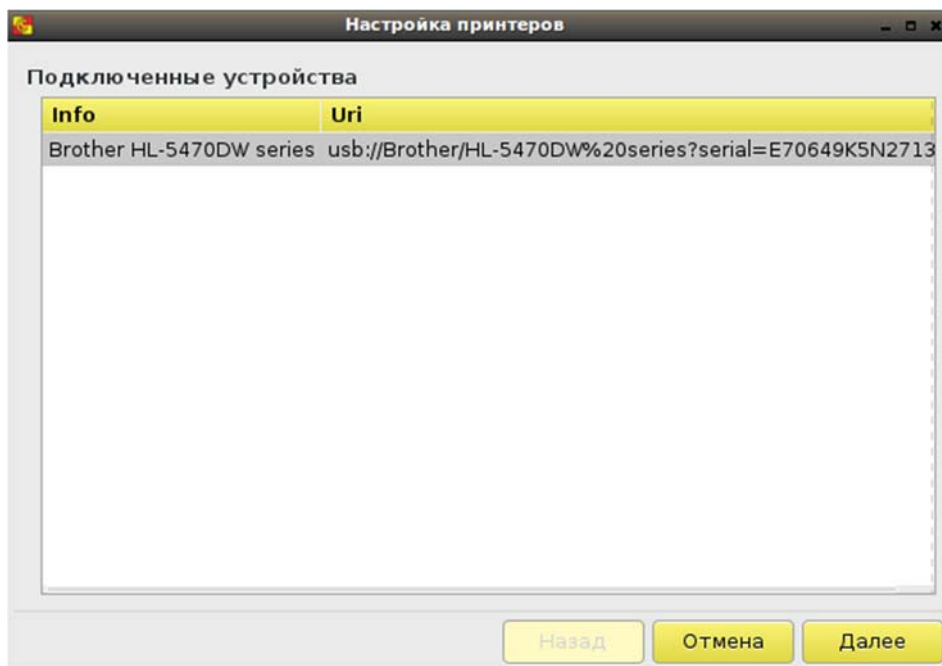 Настройка принтеров
Подключенные устройства
Info Uri
Brother HL-5470DW series usb://Brother/HL-5470DW%20series?serial=E70649K5N2713
Назад Отмена Далее